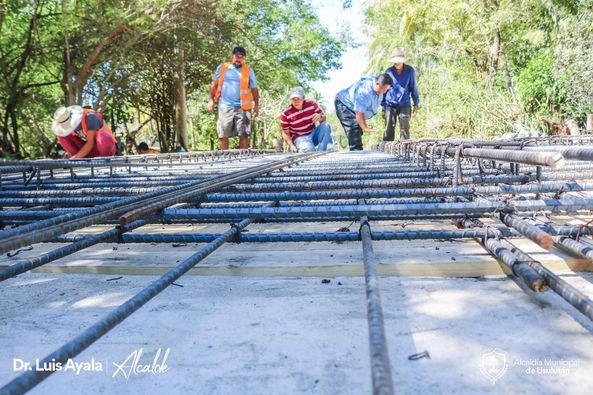 Dr. Luis Ayala | Alcalde
Alcaldía Municipal
de Usulután